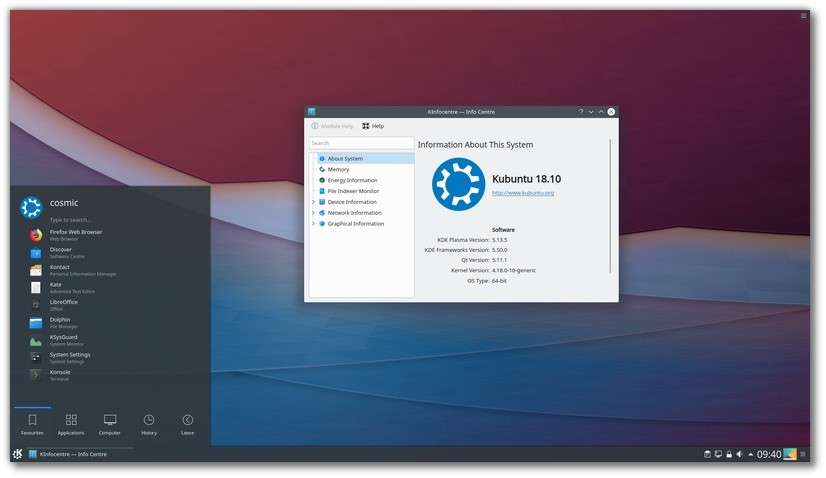 KInfocentre — Info Centre
Module Help
Help
Search
Information About This System
About System
Memory
Energy Information
File Indexer Monitor
Device Information
Network Information
Graphical Information
Kubuntu 18.10
http://www.kubuntu.org
Software
KDE Plasma Version: 5.13.5
KDE Frameworks Version: 5.50.0
Qt Version: 5.11.1
Kernel Version: 4.18.0-10-generic
OS Type: 64-bit
cosmic
Type to search...
Firefox Web Browser
Web Browser
Discover
Software Centre
Kontact
Personal Information Manager
Kate
Advanced Text Editor
LibreOffice
Office
Dolphin
File Manager
KSysGuard
System Monitor
System Settings
System Settings
Konsole
Terminal
Favourites
Applications
Computer
History
Leave
KInfocentre — Info Centre
09:40